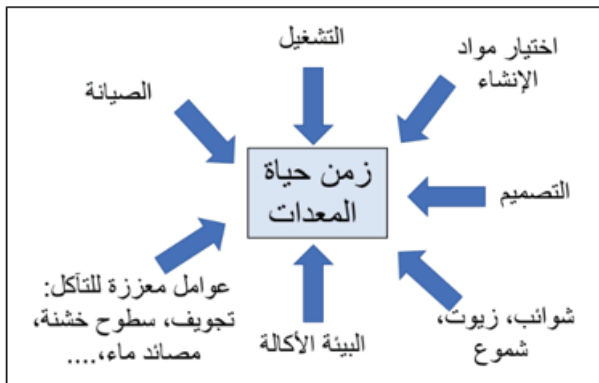 التشغيل
اختيار مواد
الإنشاء
الصيانة
زمن حياة
المعدات
التصميم
عوامل معززة للتآكل:
تجويف، سطوح خشنة،
مصائد ماء،....
البيئة الأكالة
شوائب، زيوت،
شموع